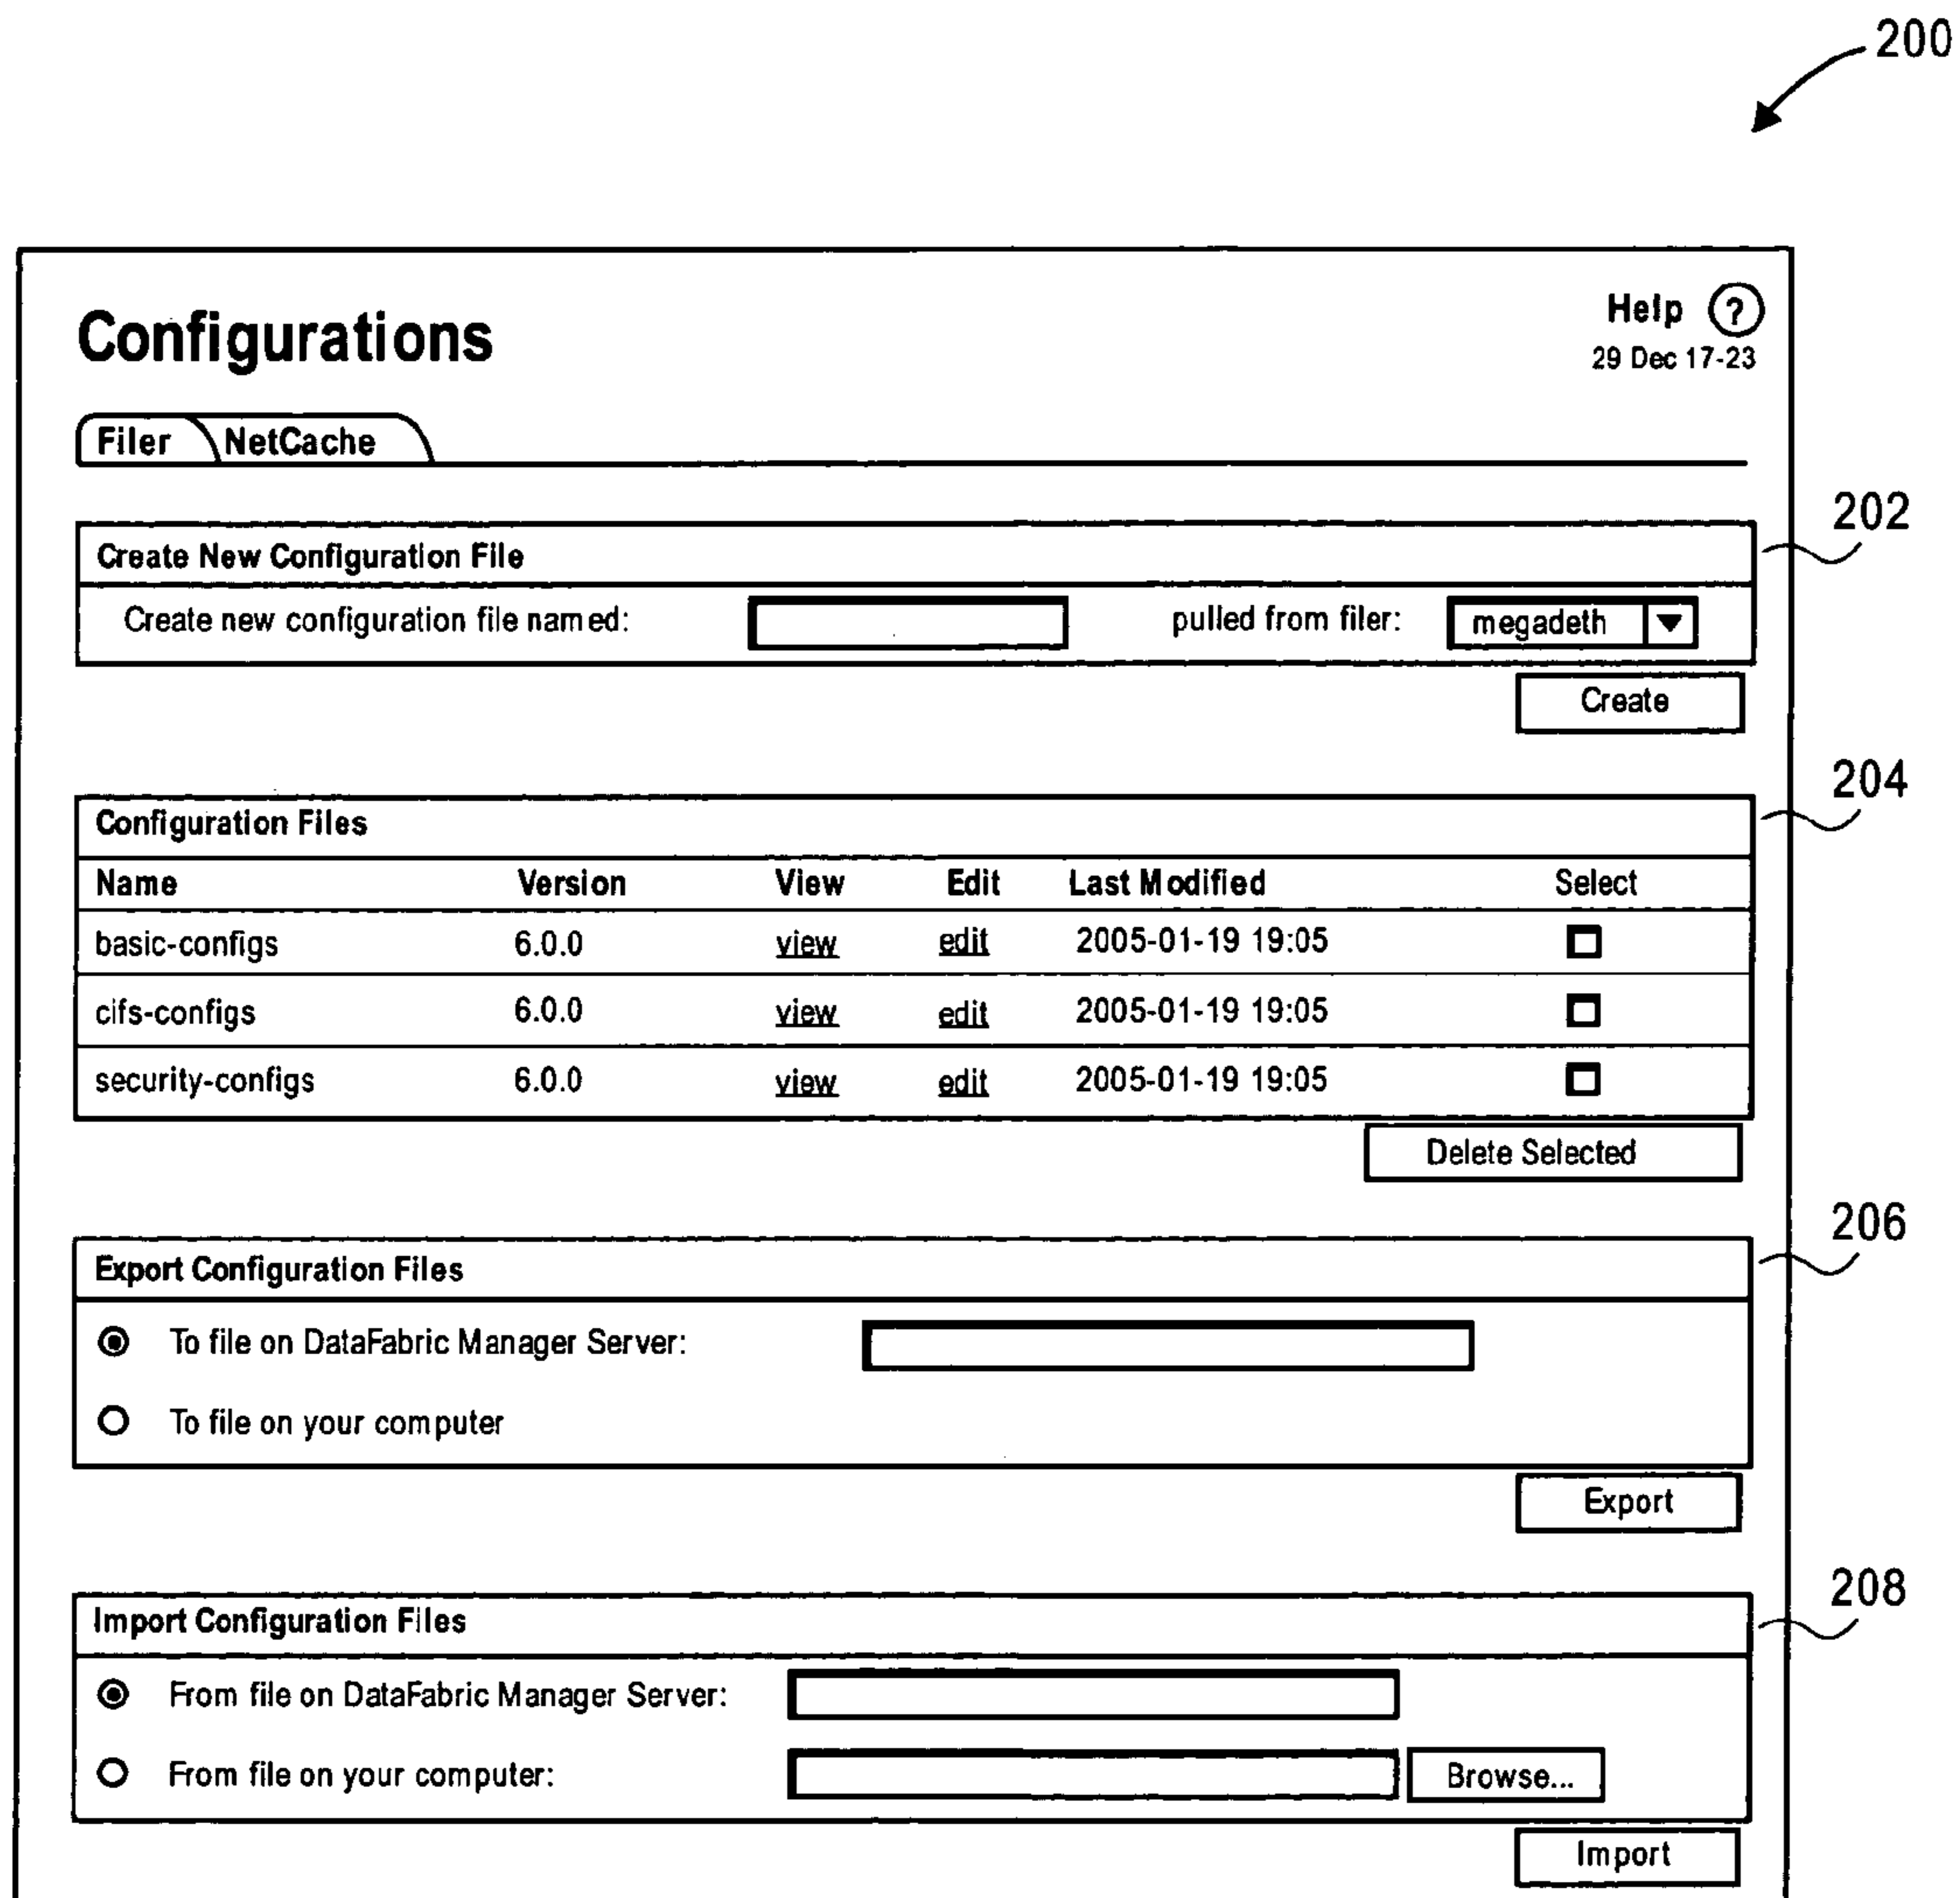 200
Configurations
Help ?
29 Dec 17-23
Filer NetCache
202
Create New Configuration File
Create new configuration file named: pulled from filer: megadeth
Create
204
Configuration Files
Name Version View Edit Last Modified Select
basic-configs 6.0.0 view edit 2005-01-19 19:05
cifs-configs 6.0.0 view edit 2005-01-19 19:05
security-configs 6.0.0 view edit 2005-01-19 19:05
Delete Selected
206
Export Configuration Files
To file on DataFabric Manager Server:
To file on your computer
Export
208
Import Configuration Files
From file on DataFabric Manager Server:
From file on your computer: Browse...
Import